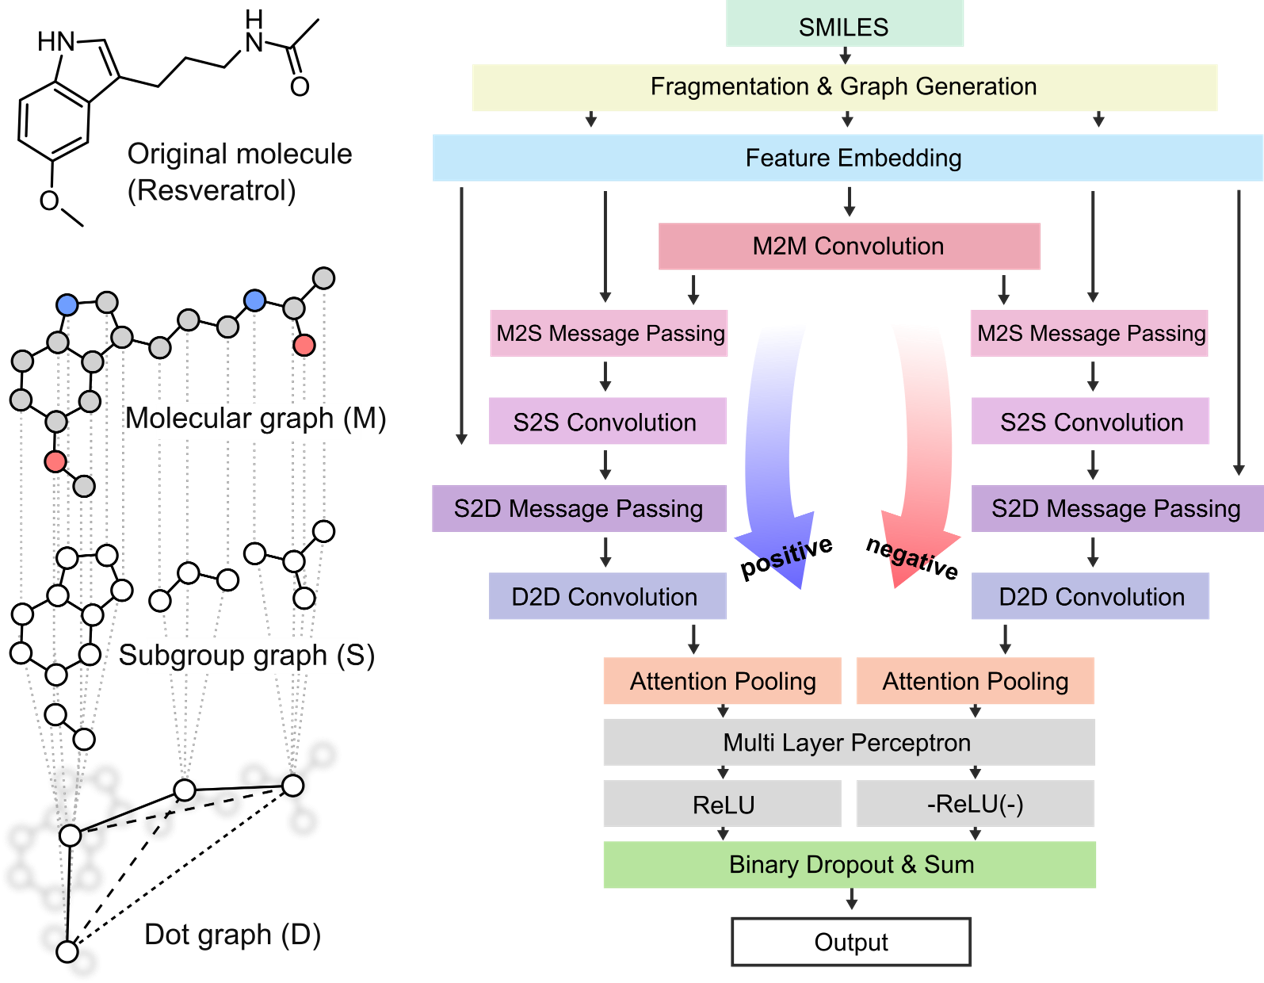 H
HN
N
O
O
Original molecule
(Resveratrol)
Molecular graph (M)
Subgroup graph (S)
Dot graph (D)
SMILES
Fragmentation & Graph Generation
Feature Embedding
M2M Convolution
M2S Message Passing
M2S Message Passing
S2S Convolution
S2S Convolution
S2D Message Passing
S2D Message Passing
positive
negative
D2D Convolution
D2D Convolution
Attention Pooling
Attention Pooling
Multi Layer Perceptron
ReLU
-ReLU(-)
Binary Dropout & Sum
Output